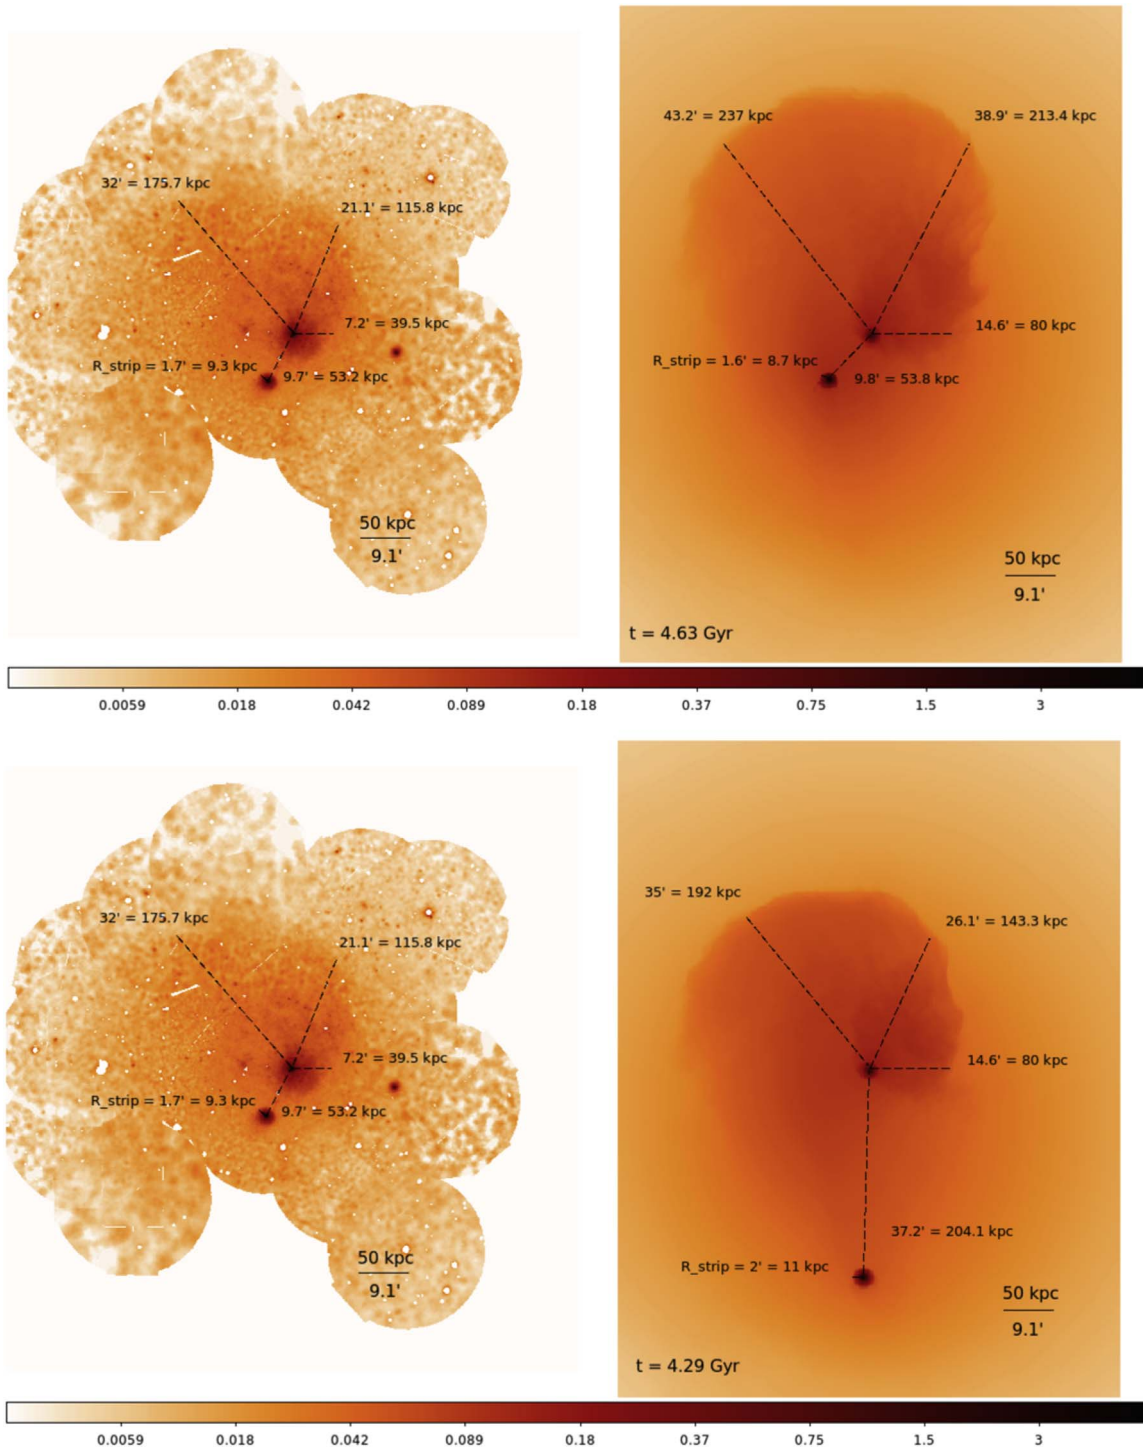 43.2' = 237 kpc
38.9' = 213.4 kpc
32' = 175.7 kpc
21.1' = 115.8 kpc
7.2' = 39.5 kpc
14.6' = 80 kpc
R_strip = 1.7' = 9.3 kpc
9.7' = 53.2 kpc
R_strip = 1.6' = 8.7 kpc
9.8' = 53.8 kpc
50 kpc
9.1'
50 kpc
9.1'
t = 4.63 Gyr
0.0059 0.018 0.042 0.089 0.18 0.37 0.75 1.5 3
35' = 192 kpc
32' = 175.7 kpc
26.1' = 143.3 kpc
21.1' = 115.8 kpc
7.2' = 39.5 kpc
14.6' = 80 kpc
R_strip = 1.7' = 9.3 kpc
9.7' = 53.2 kpc
37.2' = 204.1 kpc
R_strip = 2' = 11 kpc
50 kpc
9.1'
50 kpc
9.1'
t = 4.29 Gyr
0.0059 0.018 0.042 0.089 0.18 0.37 0.75 1.5 3